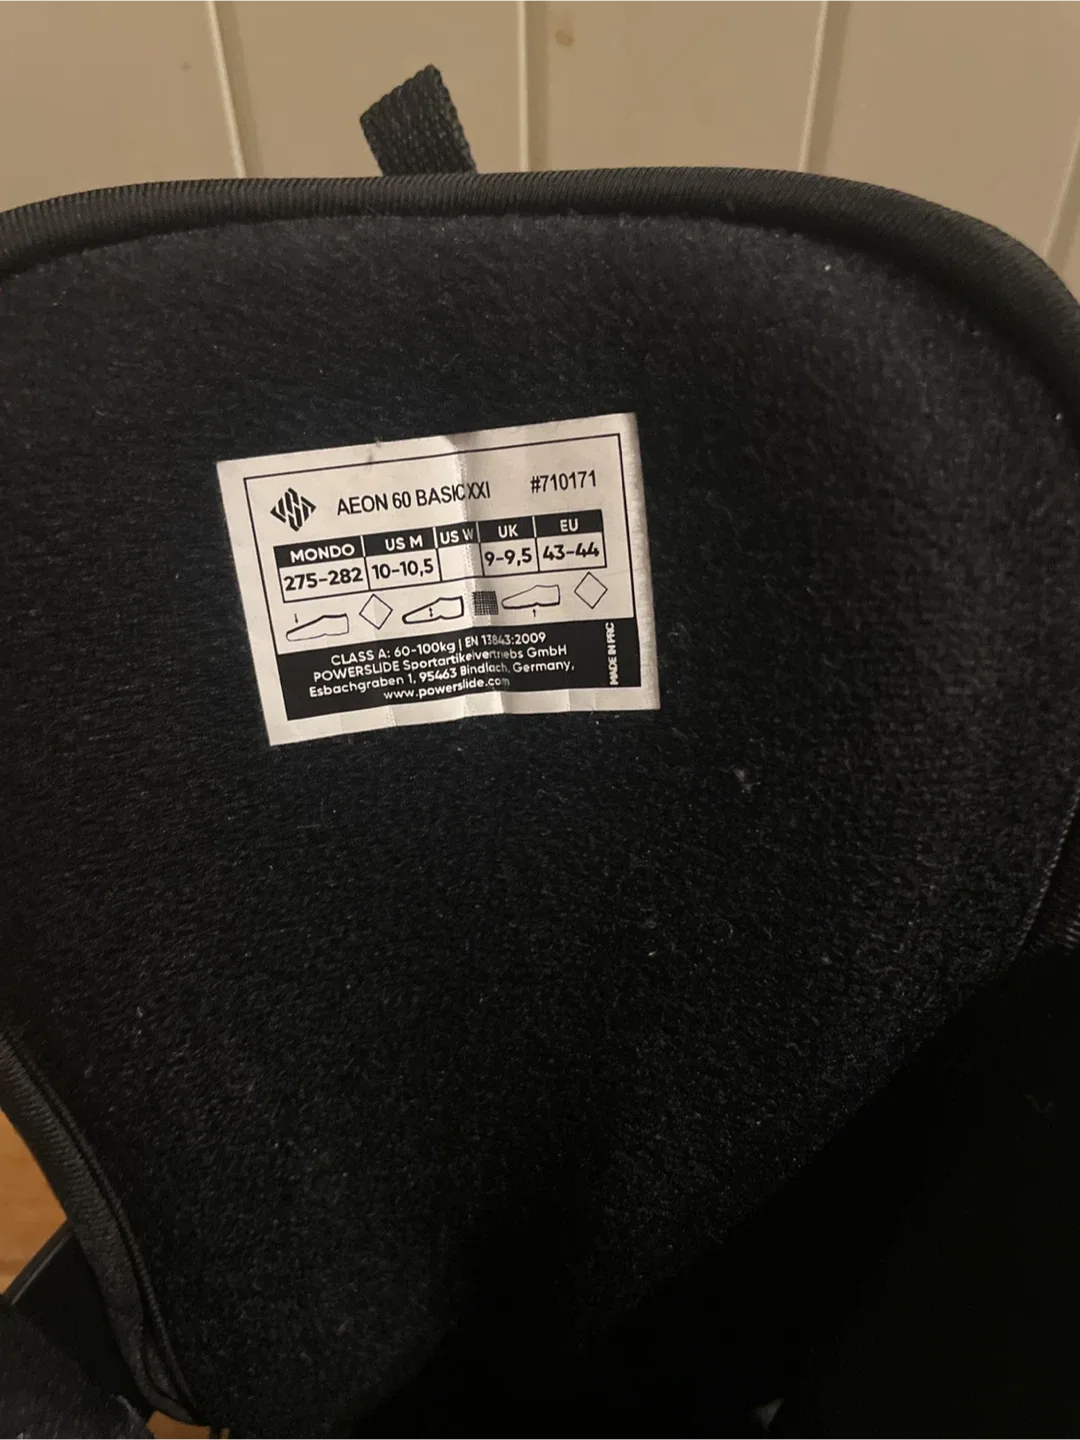 AEON 60 BASIC XXI #710171
MONDO US M US W UK EU
275-282 10-10,5 9-9,5 43-44
CLASS A: 60-100kg | EN 13843:2009
POWERSLIDE Sportartikelvertriebs GmbH
Esbachgraben 1, 95463 Bindlach, Germany,
www.powerslide.com
MADE IN PRC